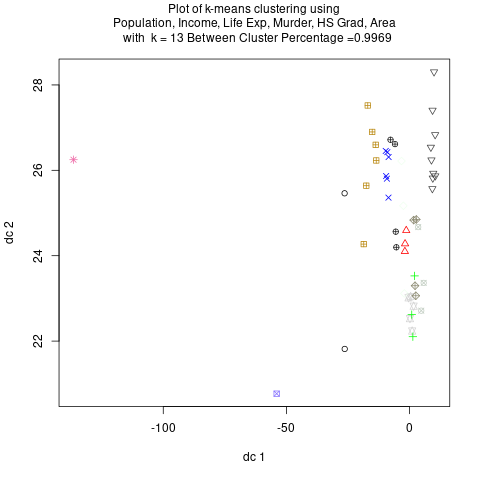 Plot of k-means clustering using
Population, Income, Life Exp, Murder, HS Grad, Area
with k = 13 Between Cluster Percentage =0.9969
28
26
24
22
dc 2
-100
-50
0
dc 1